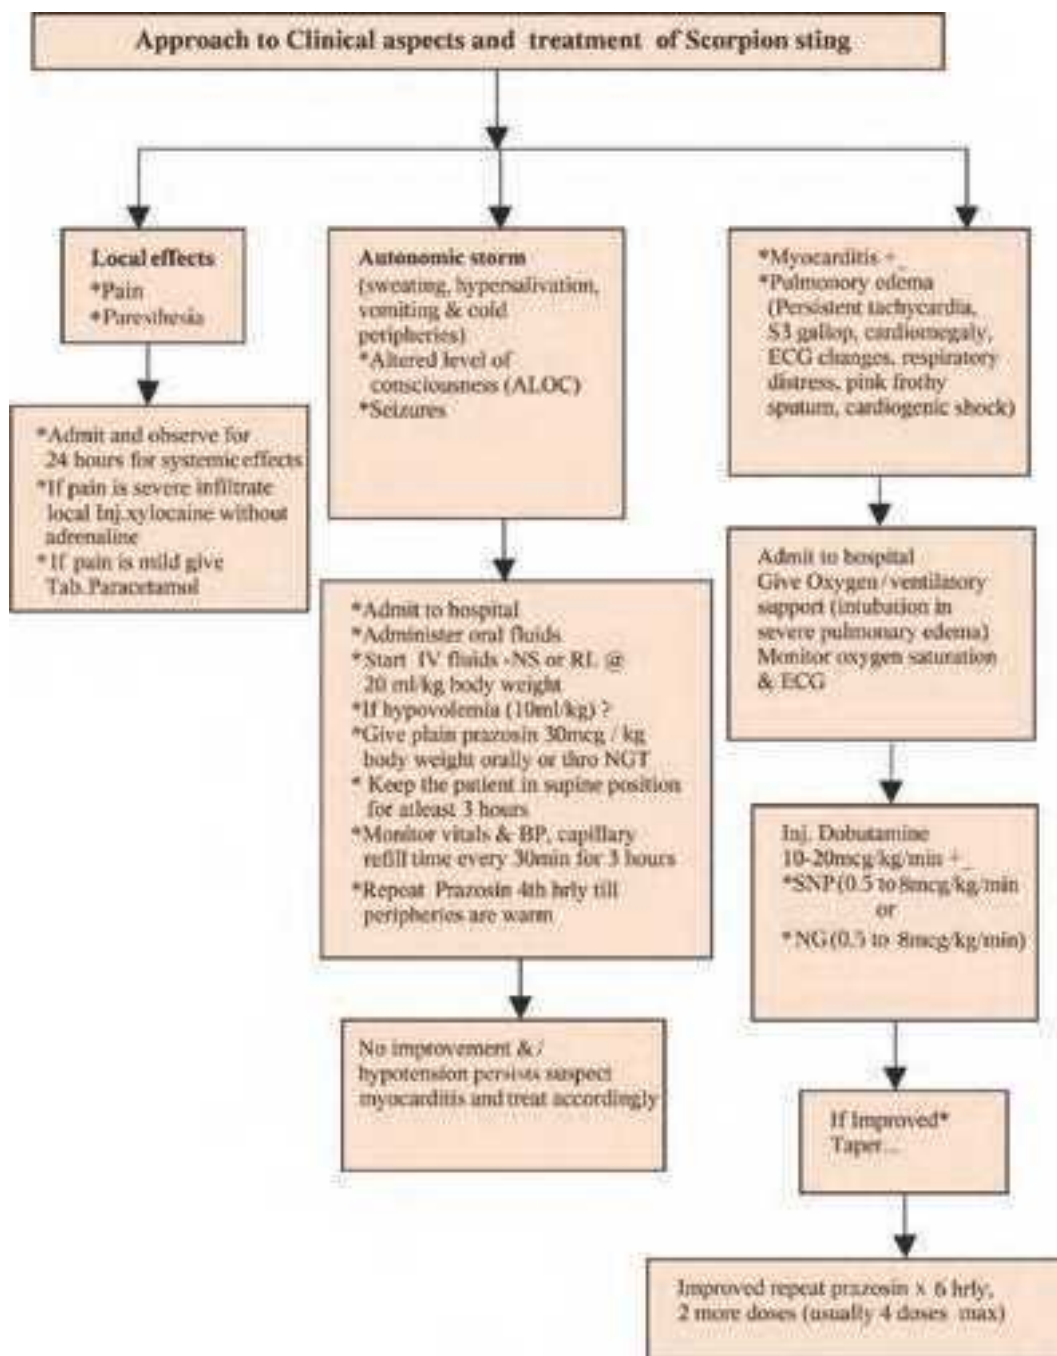 Approach to Clinical aspects and treatment of Scorpion sting
Local effects
*Pain
*Paresthesia
*Admit and observe for
24 hours for systemic effects
*If pain is severe infiltrate
local Inj.xylocaine without
adrenaline
* If pain is mild give
Tab.Paracetamol
Autonomic storm
(sweating, hypersalivation,
vomiting & cold
peripheries)
*Altered level of
consciousness (ALOC)
*Seizures
*Admit to hospital
*Administer oral fluids
*Start IV fluids -NS or RL @
20 ml/kg body weight
*If hypovolemia (10ml/kg) ?
*Give plain prazosin 30mcg / kg
body weight orally or thro NGT
* Keep the patient in supine position
for atleast 3 hours
*Monitor vitals & BP, capillary
refill time every 30min for 3 hours
*Repeat Prazosin 4th hrly till
peripheries are warm
No improvement & /
hypotension persists suspect
myocarditis and treat accordingly
*Myocarditis +_
*Pulmonory edema
(Persistent tachycardia,
S3 gallop, cardiomegaly,
ECG changes, respiratory
distress, pink frothy
sputum, cardiogenic shock)
Admit to hospital
Give Oxygen / ventilatory
support (intubation in
severe pulmonary edema)
Monitor oxygen saturation
& ECG
Inj. Dobutamine
10-20mcg/kg/min +_
*SNP (0.5 to 8mcg/kg/min
or
*NG (0.5 to 8mcg/kg/min)
If Improved*
Taper...
Improved repeat prazosin x 6 hrly,
2 more doses (usually 4 doses max)